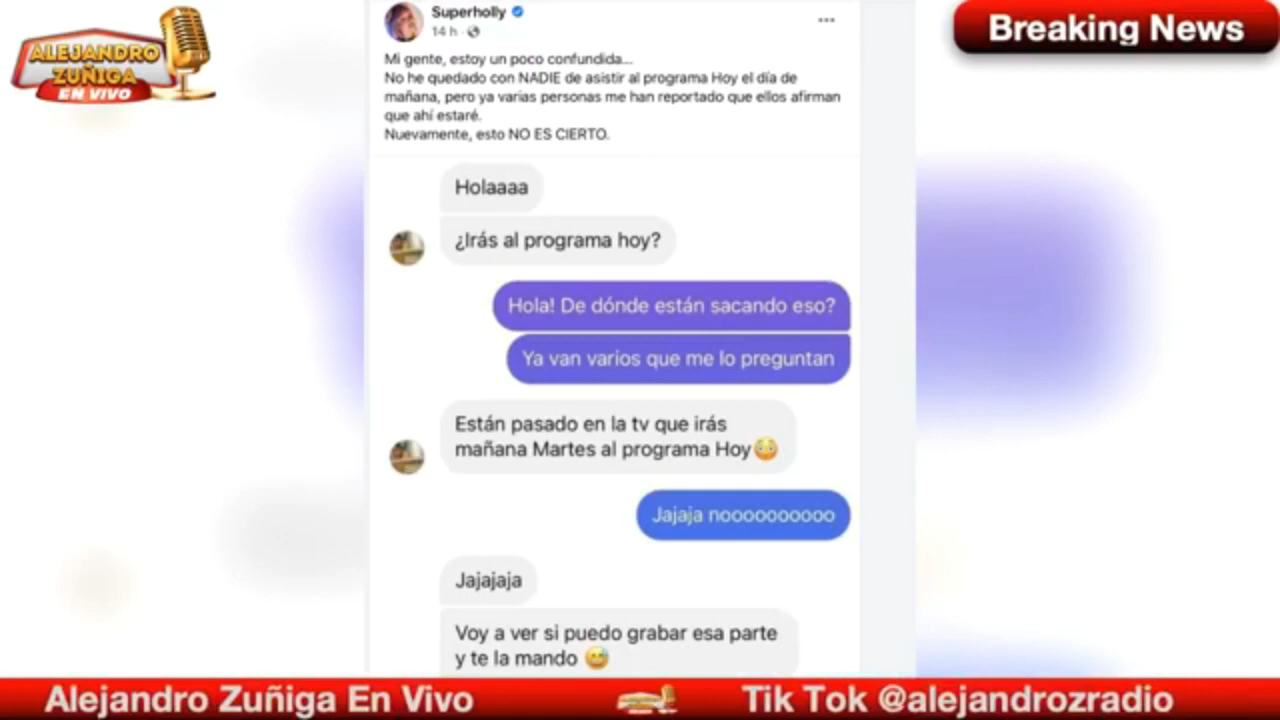 ALEJANDRO
ZUÑIGA
EN VIVO
Breaking News
Superholly
14 h ·
Mi gente, estoy un poco confundida...
No he quedado con NADIE de asistir al programa Hoy el día de
mañana, pero ya varias personas me han reportado que ellos afirman
que ahí estaré.
Nuevamente, esto NO ES CIERTO.
Holaaaa
¿Irás al programa hoy?
Hola! De dónde están sacando eso?
Ya van varios que me lo preguntan
Están pasado en la tv que irás
mañana Martes al programa Hoy😳
Jajaja nooooooooooo
Jajajaja
Voy a ver si puedo grabar esa parte
y te la mando 😅
Alejandro Zuñiga En Vivo
Tik Tok @alejandrozradio